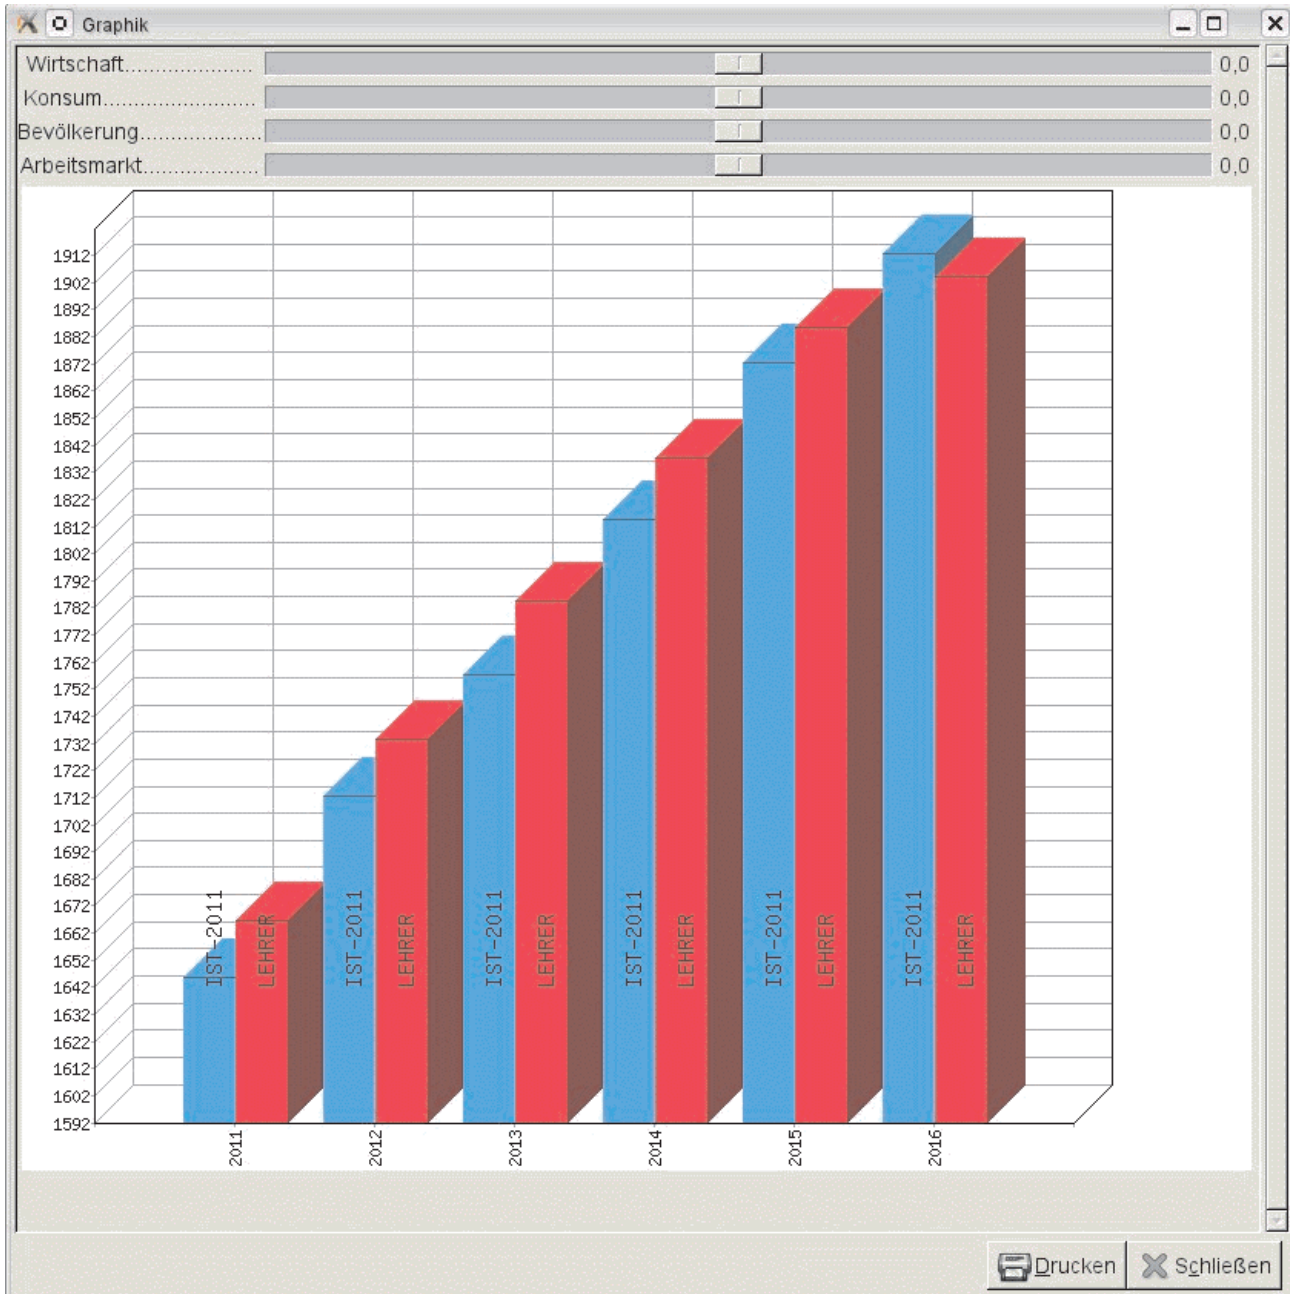 Graphik
Wirtschaft..................... 0,0
Konsum......................... 0,0
Bevölkerung.................... 0,0
Arbeitsmarkt................... 0,0
1912
1902
1892
1882
1872
1862
1852
1842
1832
1822
1812
1802
1792
1782
1772
1762
1752
1742
1732
1722
1712
1702
1692
1682
1672
1662
1652
1642
1632
1622
1612
1602
1592
IST-2011
LEHRER
IST-2011
LEHRER
IST-2011
LEHRER
IST-2011
LEHRER
IST-2011
LEHRER
IST-2011
LEHRER
2011
2012
2013
2014
2015
2016
Drucken
Schließen